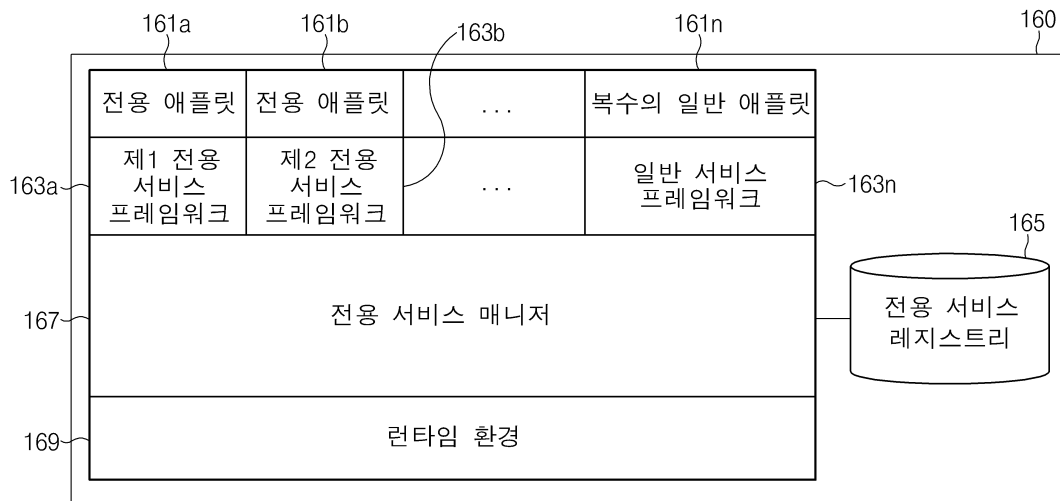 161a
161b
163b
161n
160
전용 애플릿
전용 애플릿
...
복수의 일반 애플릿
163a
제1 전용
서비스
프레임워크
제2 전용
서비스
프레임워크
...
일반 서비스
프레임워크
163n
165
167
전용 서비스 매니저
전용 서비스
레지스트리
169
런타임 환경